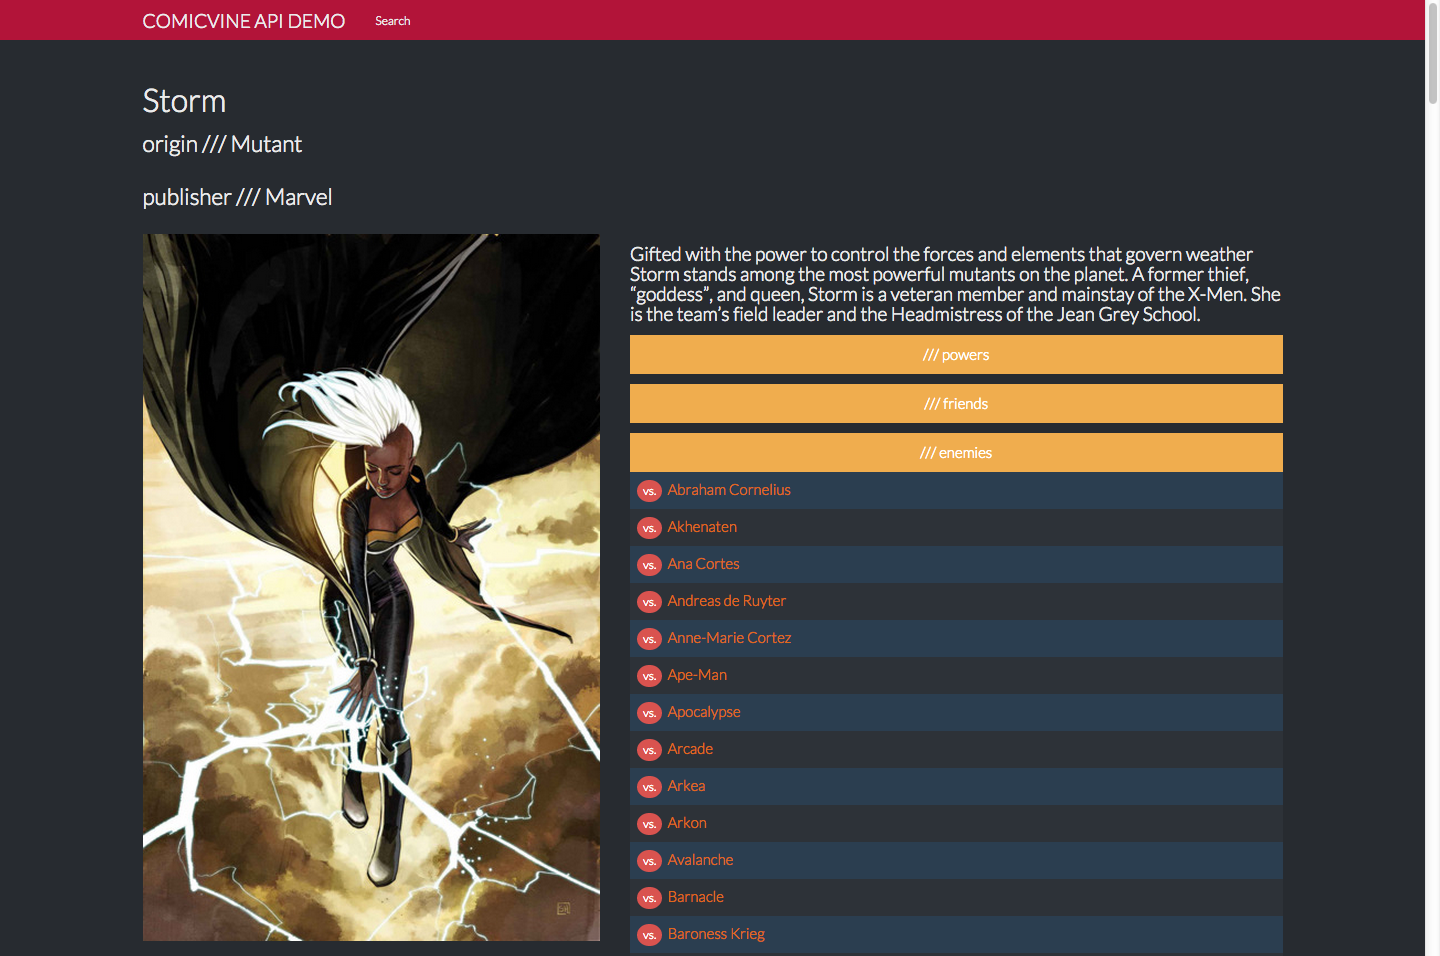 COMICVINE API DEMO Search
Storm
origin /// Mutant
publisher /// Marvel
Gifted with the power to control the forces and elements that govern weather
Storm stands among the most powerful mutants on the planet. A former thief,
“goddess”, and queen, Storm is a veteran member and mainstay of the X-Men. She
is the team’s field leader and the Headmistress of the Jean Grey School.
/// powers
/// friends
/// enemies
vs. Abraham Cornelius
vs. Akhenaten
vs. Ana Cortes
vs. Andreas de Ruyter
vs. Anne-Marie Cortez
vs. Ape-Man
vs. Apocalypse
vs. Arcade
vs. Arkea
vs. Arkon
vs. Avalanche
vs. Barnacle
vs. Baroness Krieg